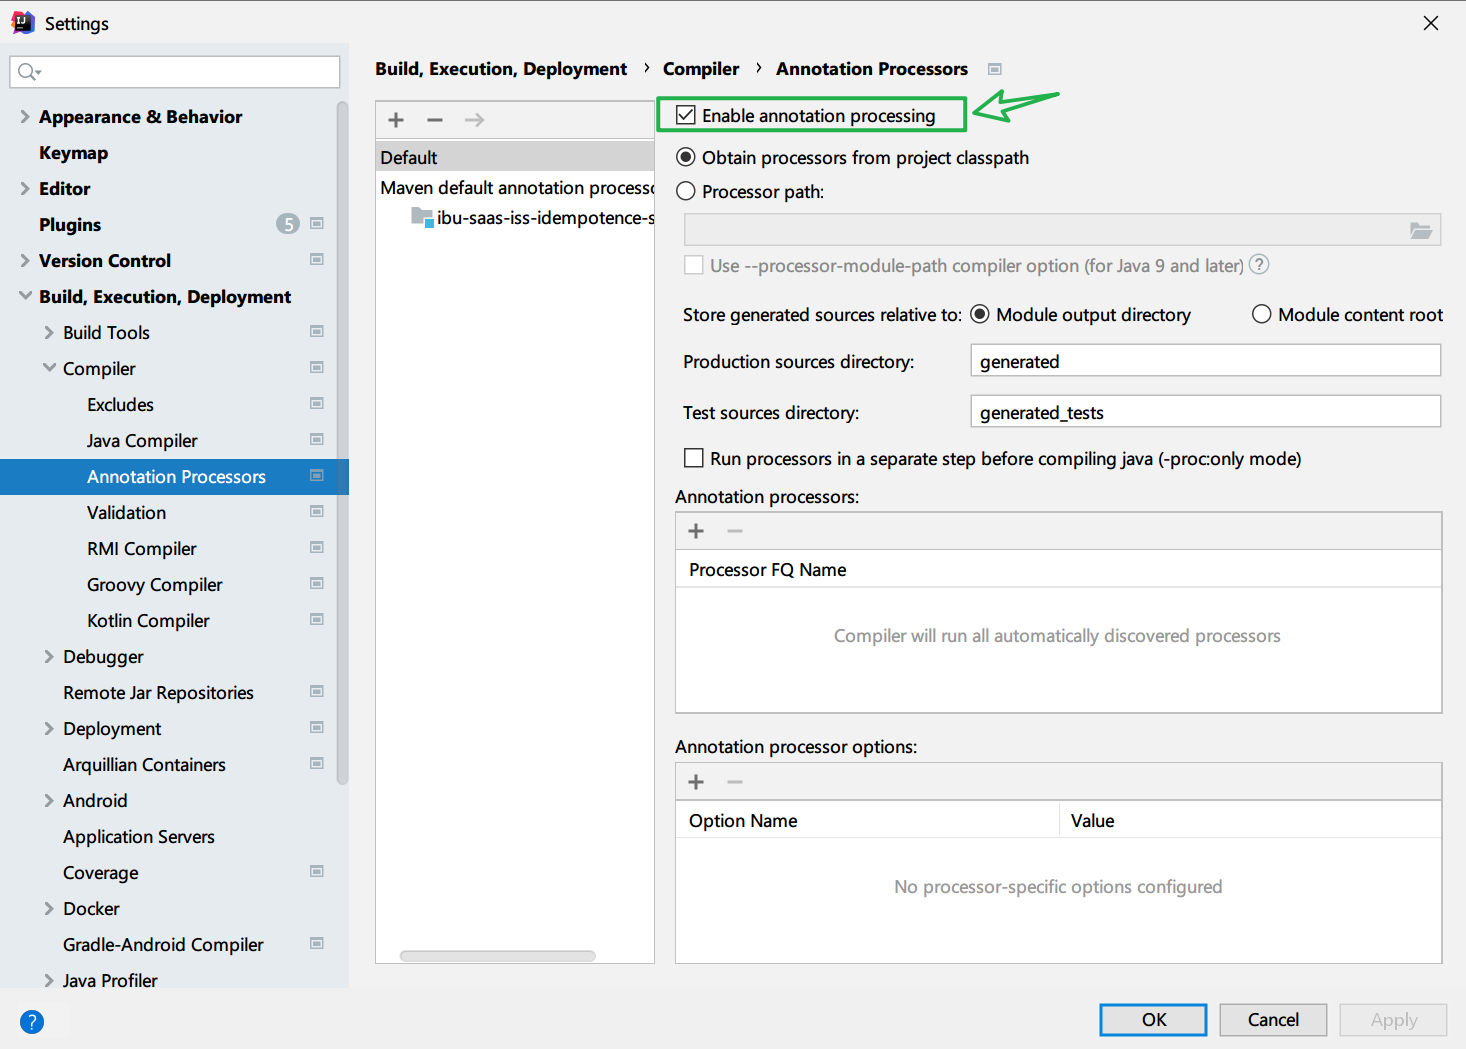 Settings
Appearance & Behavior
Keymap
Editor
Plugins 5
Version Control
Build, Execution, Deployment
Build Tools
Compiler
Excludes
Java Compiler
Annotation Processors
Validation
RMI Compiler
Groovy Compiler
Kotlin Compiler
Debugger
Remote Jar Repositories
Deployment
Arquillian Containers
Android
Application Servers
Coverage
Docker
Gradle-Android Compiler
Java Profiler
Build, Execution, Deployment › Compiler › Annotation Processors
Default
Maven default annotation processo
ibu-saas-iss-idempotence-s
Enable annotation processing
Obtain processors from project classpath
Processor path:
Use --processor-module-path compiler option (for Java 9 and later) ?
Store generated sources relative to: Module output directory Module content root
Production sources directory: generated
Test sources directory: generated_tests
Run processors in a separate step before compiling java (-proc:only mode)
Annotation processors:
Processor FQ Name
Compiler will run all automatically discovered processors
Annotation processor options:
Option Name Value
No processor-specific options configured
? OK Cancel Apply